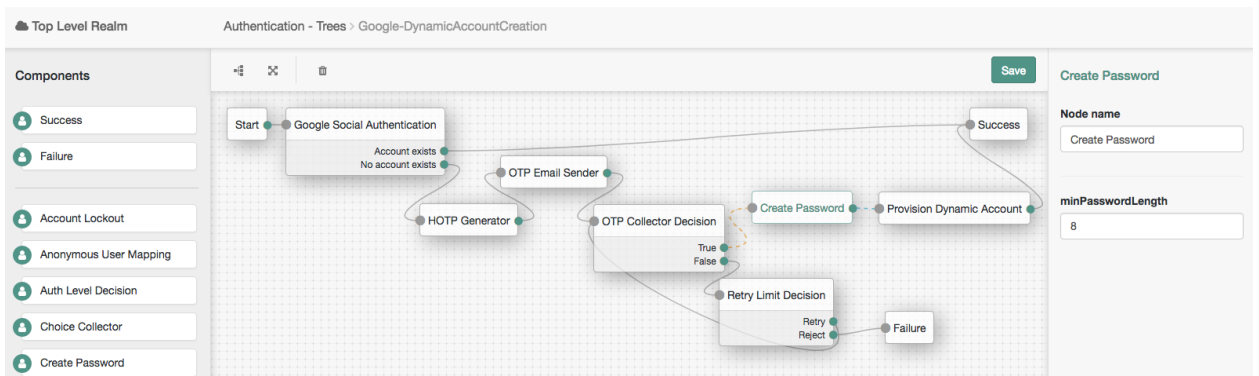 Top Level Realm
Authentication - Trees > Google-DynamicAccountCreation
Components
Success
Failure
Account Lockout
Anonymous User Mapping
Auth Level Decision
Choice Collector
Create Password
Save
Start
Google Social Authentication
Account exists
No account exists
HOTP Generator
OTP Email Sender
OTP Collector Decision
True
False
Create Password
Provision Dynamic Account
Success
Retry Limit Decision
Retry
Reject
Failure
Create Password
Node name
Create Password
minPasswordLength
8